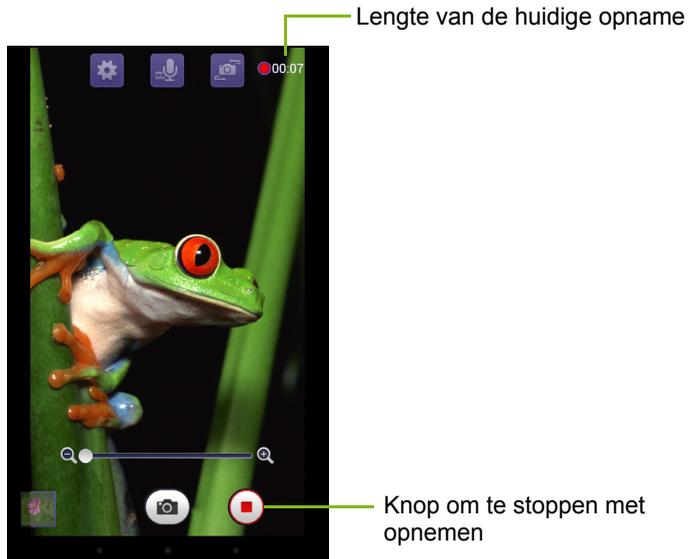 Lengte van de huidige opname
00:07
Knop om te stoppen met
opnemen